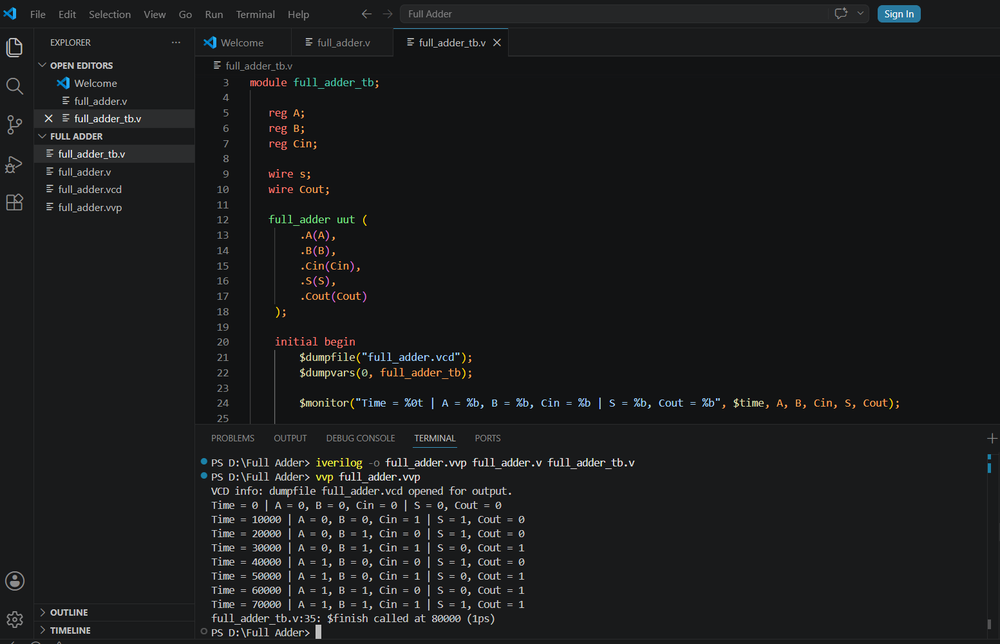 File Edit Selection View Go Run Terminal Help Full Adder Sign In
EXPLORER
OPEN EDITORS
Welcome
full_adder.v
full_adder_tb.v
FULL ADDER
full_adder_tb.v
full_adder.v
full_adder.vcd
full_adder.vvp
OUTLINE
TIMELINE
Welcome full_adder.v full_adder_tb.v
full_adder_tb.v
3 module full_adder_tb;
4
5 reg A;
6 reg B;
7 reg Cin;
8
9 wire s;
10 wire Cout;
11
12 full_adder uut (
13 .A(A),
14 .B(B),
15 .Cin(Cin),
16 .S(S),
17 .Cout(Cout)
18 );
19
20 initial begin
21 $dumpfile("full_adder.vcd");
22 $dumpvars(0, full_adder_tb);
23
24 $monitor("Time = %0t | A = %b, B = %b, Cin = %b | S = %b, Cout = %b", $time, A, B, Cin, S, Cout);
25
PROBLEMS OUTPUT DEBUG CONSOLE TERMINAL PORTS
PS D:\Full Adder> iverilog -o full_adder.vvp full_adder.v full_adder_tb.v
PS D:\Full Adder> vvp full_adder.vvp
VCD info: dumpfile full_adder.vcd opened for output.
Time = 0 | A = 0, B = 0, Cin = 0 | S = 0, Cout = 0
Time = 10000 | A = 0, B = 0, Cin = 1 | S = 1, Cout = 0
Time = 20000 | A = 0, B = 1, Cin = 0 | S = 1, Cout = 0
Time = 30000 | A = 0, B = 1, Cin = 1 | S = 0, Cout = 1
Time = 40000 | A = 1, B = 0, Cin = 0 | S = 1, Cout = 0
Time = 50000 | A = 1, B = 0, Cin = 1 | S = 0, Cout = 1
Time = 60000 | A = 1, B = 1, Cin = 0 | S = 0, Cout = 1
Time = 70000 | A = 1, B = 1, Cin = 1 | S = 1, Cout = 1
full_adder_tb.v:35: $finish called at 80000 (1ps)
PS D:\Full Adder>